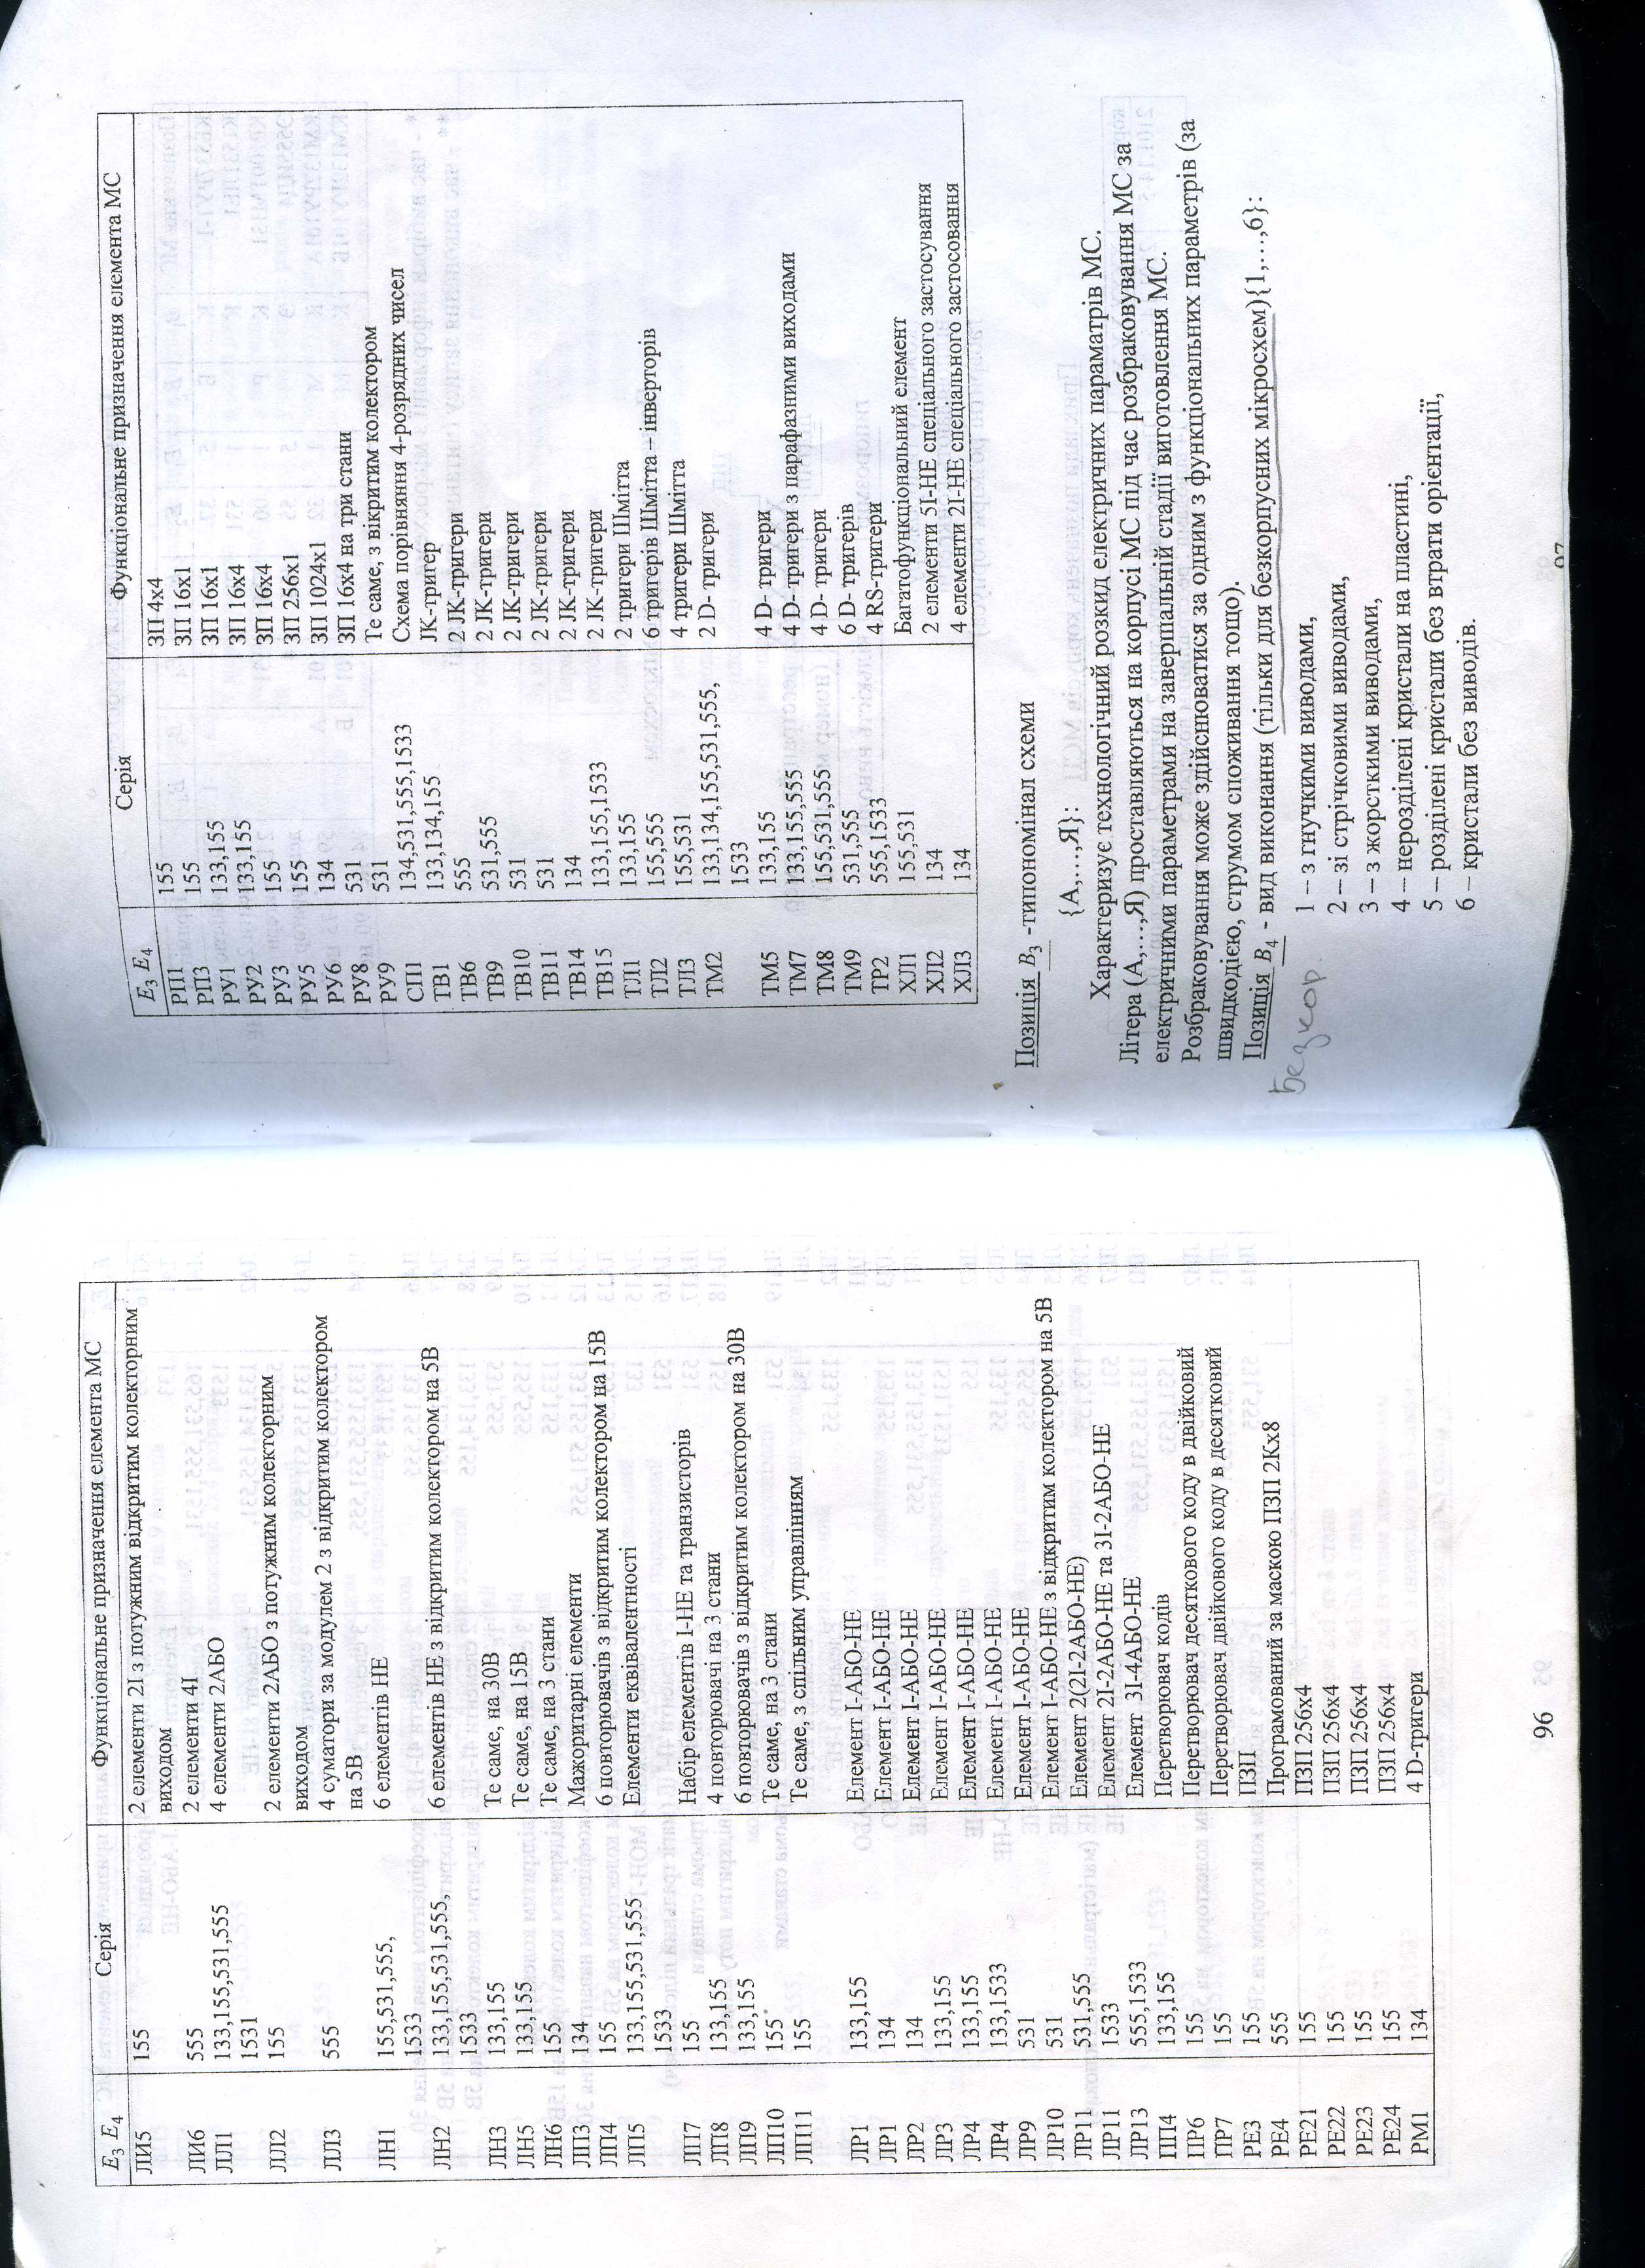 E3 E4 Серія Функціональне призначення елемента МС
ЛИ5 155 2 елементи 2І з потужним відкритим колекторним
виходом
ЛИ6 555 2 елементи 4І
ЛЛ1 133,155,531,555 4 елементи 2АБО
1531
ЛЛ2 155 2 елементи 2АБО з потужним колекторним
виходом
ЛЛ3 555 4 суматори за модулем 2 з відкритим колектором
на 5В
ЛН1 155,531,555, 6 елементів НЕ
1533
ЛН2 133,155,531,555, 6 елементів НЕ з відкритим колектором на 5В
1533
ЛН3 133,155 Те саме, на 30В
ЛН5 133,155 Те саме, на 15В
ЛН6 155 Те саме, на 3 стани
ЛП3 134 Мажоритарні елементи
ЛП4 155 6 повторювачів з відкритим колектором на 15В
ЛП5 133,155,531,555 Елементи еквівалентності
1533
ЛП7 155 Набір елементів І-НЕ та транзисторів
ЛП8 133,155 4 повторювачі на 3 стани
ЛП9 133,155 6 повторювачів з відкритим колектором на 30В
ЛП10 155 Те саме, на 3 стани
ЛП11 155 Те саме, з спільним управлінням
ЛР1 133,155 Елемент І-АБО-НЕ
ЛР1 134 Елемент І-АБО-НЕ
ЛР2 134 Елемент І-АБО-НЕ
ЛР3 133,155 Елемент І-АБО-НЕ
ЛР4 133,155 Елемент І-АБО-НЕ
ЛР4 133,1533 Елемент І-АБО-НЕ
ЛР9 531 Елемент І-АБО-НЕ
ЛР10 531 Елемент І-АБО-НЕ з відкритим колектором на 5В
ЛР11 531,555 Елемент 2(2І-2АБО-НЕ)
ЛР11 1533 Елемент 2І-2АБО-НЕ та 3І-2АБО-НЕ
ЛР13 555,1533 Елемент 3І-4АБО-НЕ
ПП4 133,155 Перетворювач кодів
ПР6 155 Перетворювач десяткового коду в двійковий
ПР7 155 Перетворювач двійкового коду в десятковий
РЕ3 155 ПЗП
РЕ4 555 Програмований за маскою ПЗП 2Кх8
РЕ21 155 ПЗП 256х4
РЕ22 155 ПЗП 256х4
РЕ23 155 ПЗП 256х4
РЕ24 155 ПЗП 256х4
РМ1 134 4 D-тригери
96
E3 E4 Серія Функціональне призначення елемента МС
РП1 155 ЗП 4х4
РП3 155 ЗП 16х1
РУ1 133,155 ЗП 16х1
РУ2 133,155 ЗП 16х4
РУ3 155 ЗП 16х4
РУ5 155 ЗП 256х1
РУ6 134 ЗП 1024х1
РУ8 531 ЗП 16х4 на три стани
РУ9 531 Те саме, з вікритим колектором
СП1 134,531,555,1533 Схема порівняння 4-розрядних чисел
ТВ1 133,134,155 JK-тригер
ТВ6 555 2 JK-тригери
ТВ9 531,555 2 JK-тригери
ТВ10 531 2 JK-тригери
ТВ11 531 2 JK-тригери
ТВ14 134 2 JK-тригери
ТВ15 133,155,1533 2 JK-тригери
ТЛ1 133,155 2 тригери Шмітта
ТЛ2 155,555 6 тригерів Шмітта – інверторів
ТЛ3 155,531 4 тригери Шмітта
ТМ2 133,134,155,531,555, 2 D- тригери
1533
ТМ5 133,155 4 D- тригери
ТМ7 133,155,555 4 D- тригери з парафазними виходами
ТМ8 155,531,555 4 D- тригери
ТМ9 531,555 6 D- тригерів
ТР2 555,1533 4 RS-тригери
ХЛ1 155,531 Багатофункціональний елемент
ХЛ2 134 2 елементи 5І-НЕ спеціального застосування
ХЛ3 134 4 елементи 2І-НЕ спеціального застосовання
Позиція B3 -типономінал схеми
{А,…,Я}:
Характеризує технологічний розкид електричних параматрів МС.
Літера (А,…,Я) проставляються на корпусі МС під час розбраковування МС за
електричними параметрами на завершальній стадії виготовлення МС.
Розбраковування може здійснюватися за одним з функціональних параметрів (за
швидкодією, струмом споживання тощо).
Позиція B4 - вид виконання (тільки для безкорпусних мікросхем){1,…,6}:
Безкор.
1 – з гнучкими виводами,
2 – зі стрічковими виводами,
3 – з жорсткими виводами,
4 – нерозділені кристали на пластині,
5 – розділені кристали без втрати орієнтації,
6 – кристали без виводів.